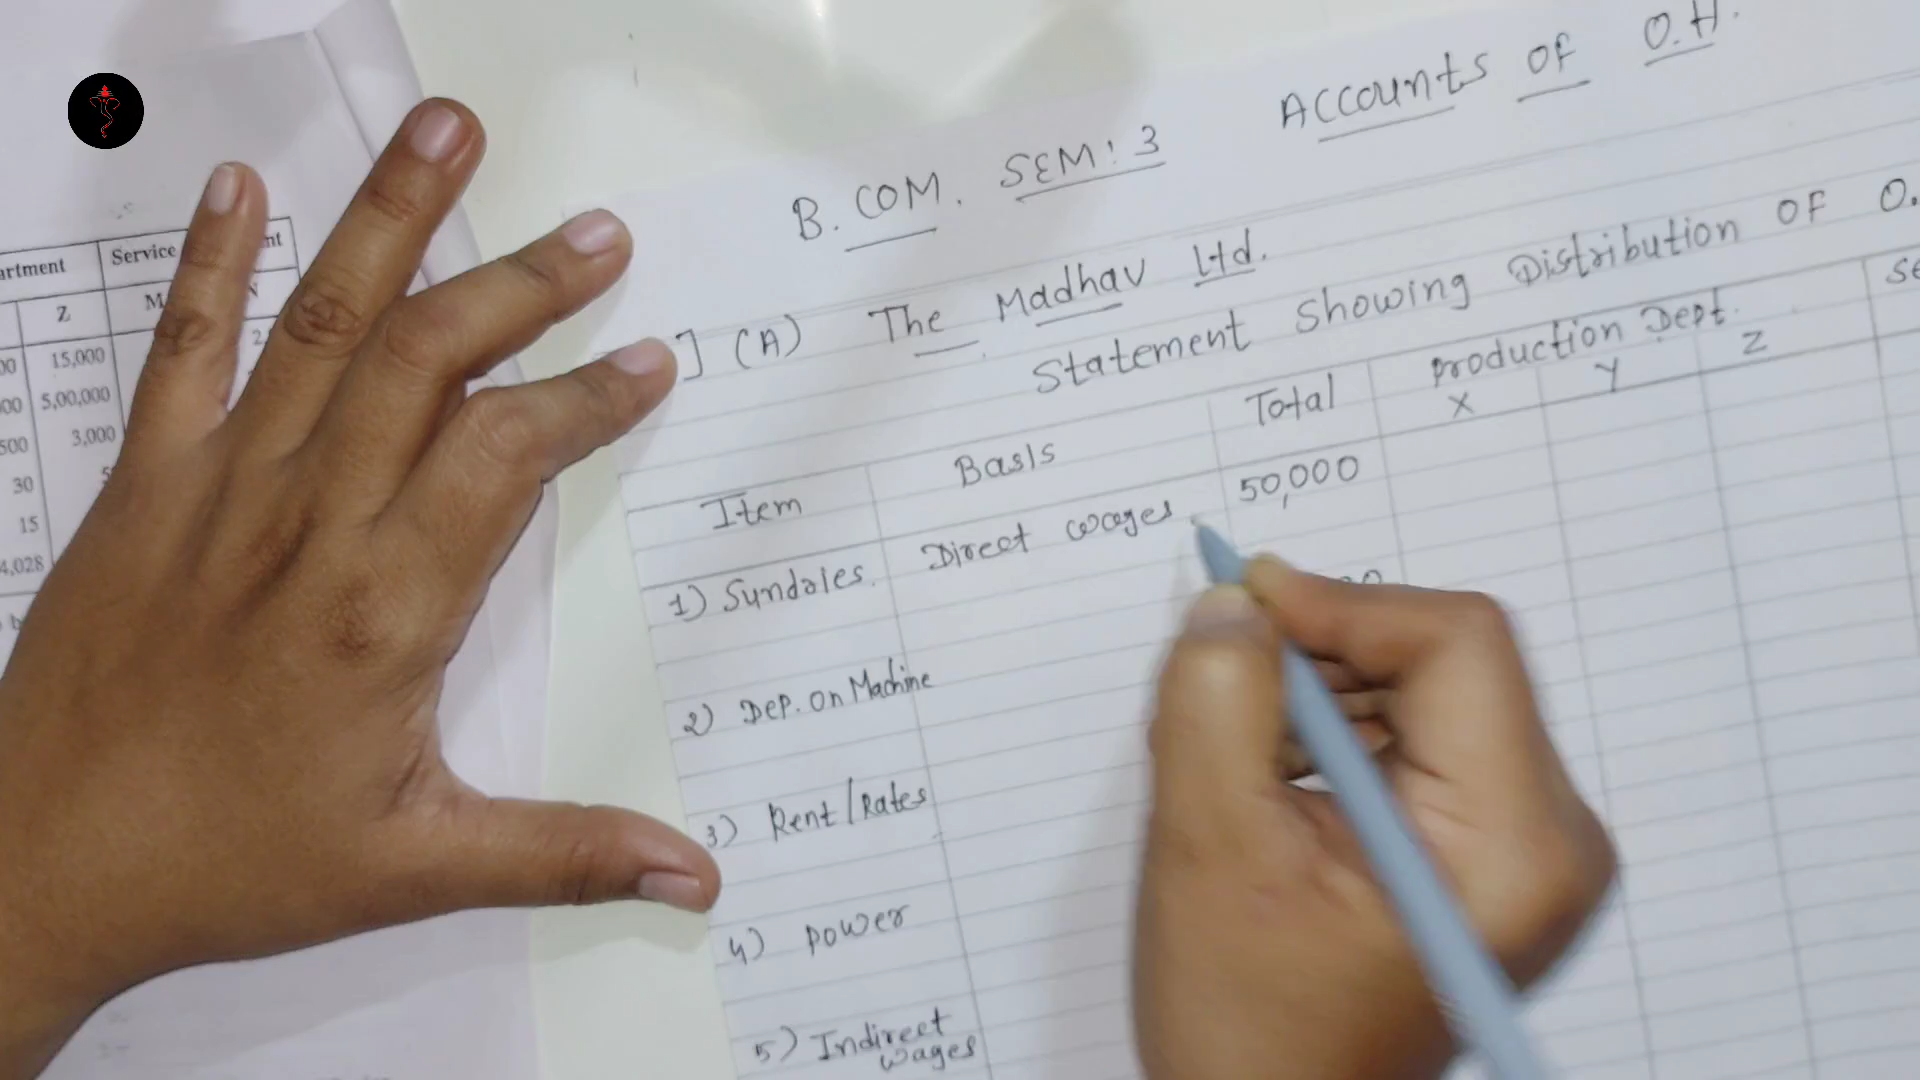 B. COM. SEM: 3 Accounts OF O.H.
] (A) The Madhav Ltd.
Statement Showing Distribution OF O.
Item Basis Total Production Dept.
X Y Z
1) Sundaies. Direct wages 50,000
2) Dep. on Machine
3) Rent/Rates
4) Power
5) Indirect
wages
Service
Z
15,000
5,00,000
500 3,000
30
15
4,028